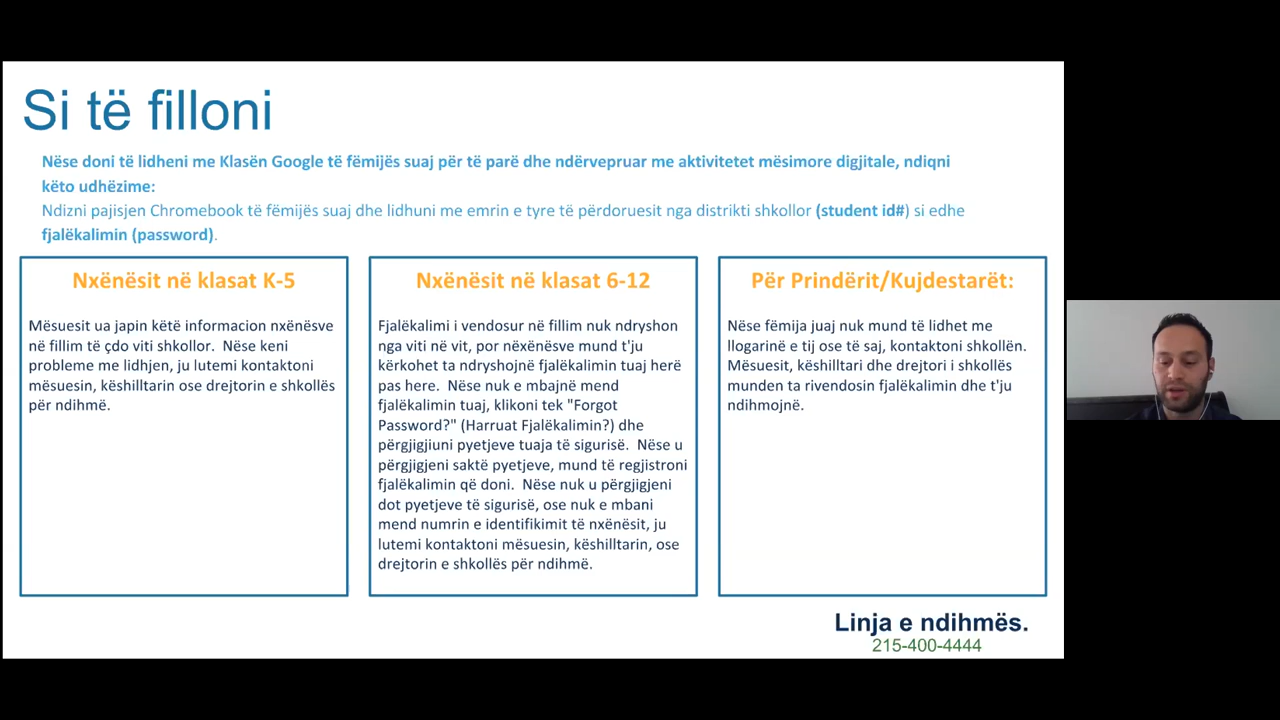 Si të filloni
Nëse doni të lidheni me Klasën Google të fëmijës suaj për të parë dhe ndërvepruar me aktivitetet mësimore digjitale, ndiqni
këto udhëzime:
Ndizni pajisjen Chromebook të fëmijës suaj dhe lidhuni me emrin e tyre të përdoruesit nga distrikti shkollor (student id#) si edhe
fjalëkalimin (password).
Nxënësit në klasat K-5
Mësuesit ua japin këtë informacion nxënësve
në fillim të çdo viti shkollor.  Nëse keni
probleme me lidhjen, ju lutemi kontaktoni
mësuesin, këshilltarin ose drejtorin e shkollës
për ndihmë.
Nxënësit në klasat 6-12
Fjalëkalimi i vendosur në fillim nuk ndryshon
nga viti në vit, por nëxënësve mund t'ju
kërkohet ta ndryshojnë fjalëkalimin tuaj herë
pas here.  Nëse nuk e mbajnë mend
fjalëkalimin tuaj, klikoni tek "Forgot
Password?" (Harruat Fjalëkalimin?) dhe
përgjigjiuni pyetjeve tuaja të sigurisë.  Nëse u
përgjigjeni saktë pyetjeve, mund të regjistroni
fjalëkalimin që doni.  Nëse nuk u përgjigjeni
dot pyetjeve të sigurisë, ose nuk e mbani
mend numrin e identifikimit të nxënësit, ju
lutemi kontaktoni mësuesin, këshilltarin, ose
drejtorin e shkollës për ndihmë.
Për Prindërit/Kujdestarët:
Nëse fëmija juaj nuk mund të lidhet me
llogarinë e tij ose të saj, kontaktoni shkollën.
Mësuesit, këshilltari dhe drejtori i shkollës
munden ta rivendosin fjalëkalimin dhe t'ju
ndihmojnë.
Linja e ndihmës.
215-400-4444